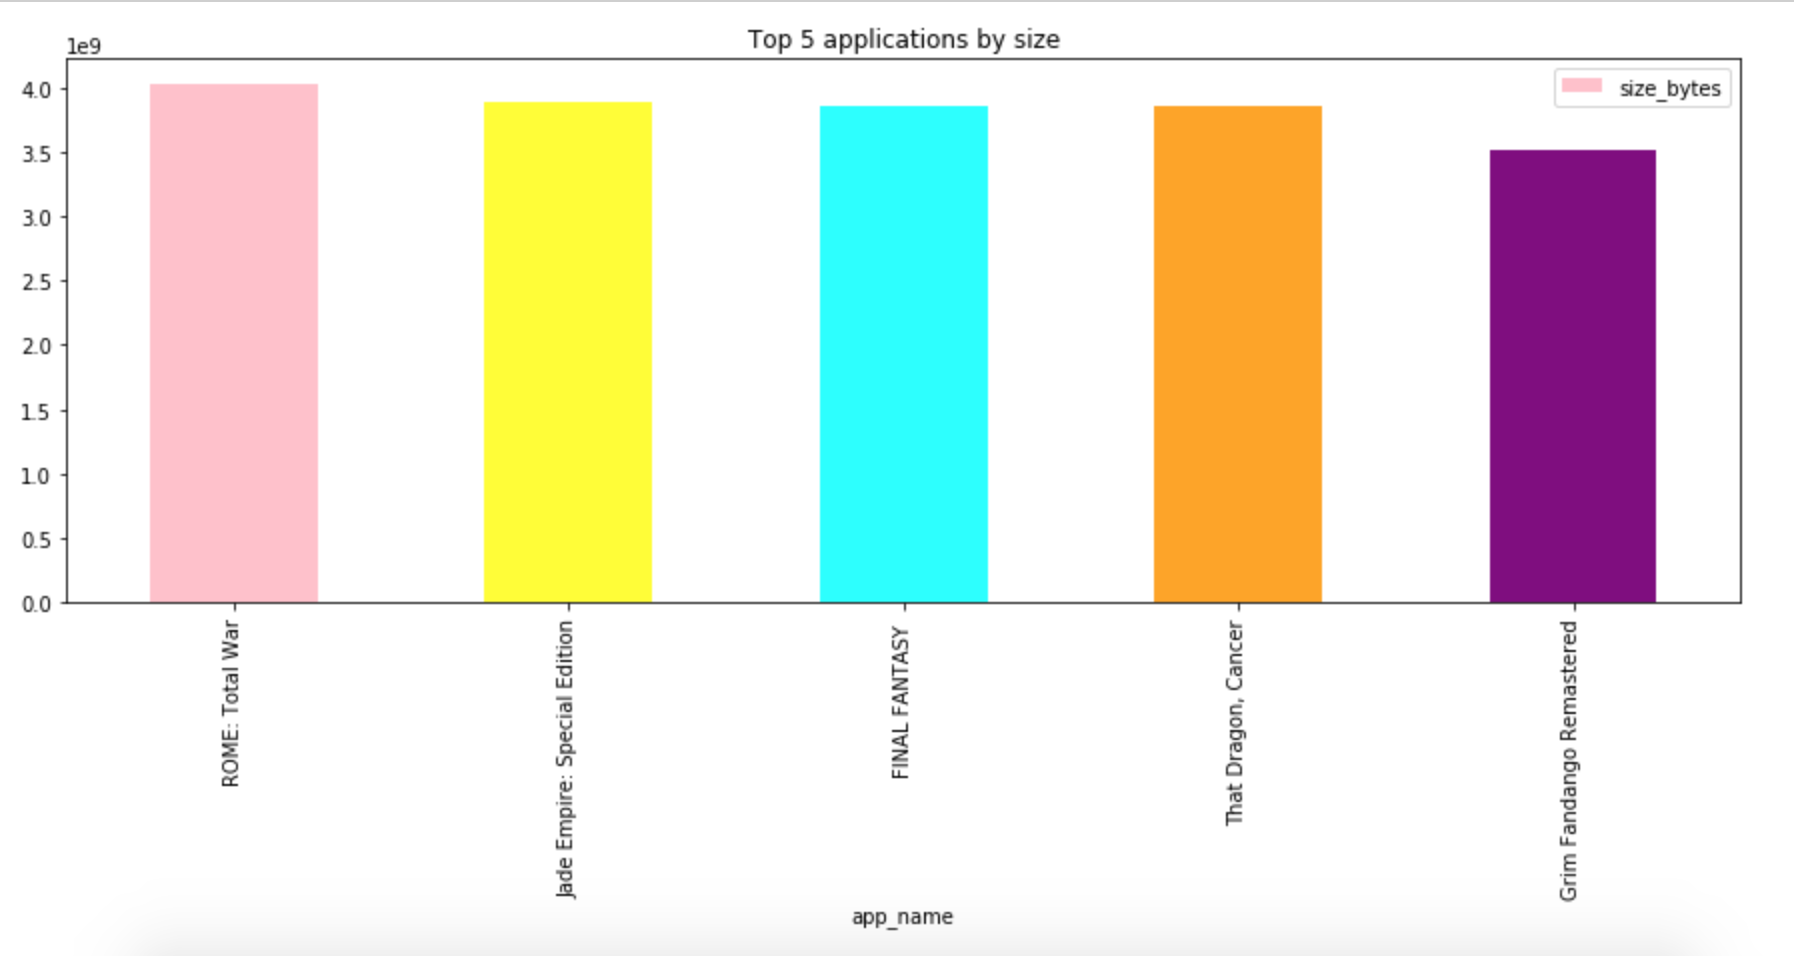 Top 5 applications by size
1e9
size_bytes
4.0
3.5
3.0
2.5
2.0
1.5
1.0
0.5
0.0
ROME: Total War
Jade Empire: Special Edition
FINAL FANTASY
That Dragon, Cancer
Grim Fandango Remastered
app_name